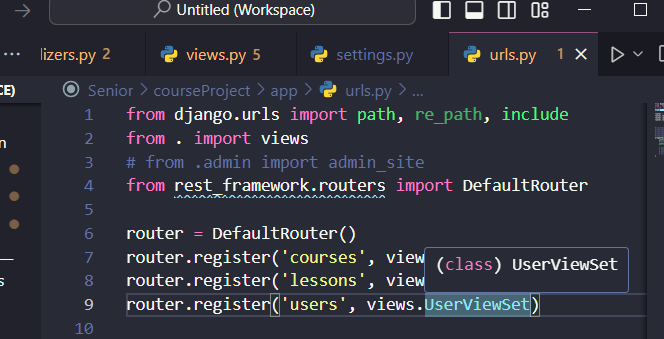 Untitled (Workspace)
... lizers.py 2 views.py 5 settings.py urls.py 1
CE) Senior > courseProject > app > urls.py > ...
1 from django.urls import path, re_path, include
2 from . import views
3 # from .admin import admin_site
4 from rest_framework.routers import DefaultRouter
5
6 router = DefaultRouter()
7 router.register('courses', view
(class) UserViewSet
8 router.register('lessons', view
9 router.register('users', views.UserViewSet)
10